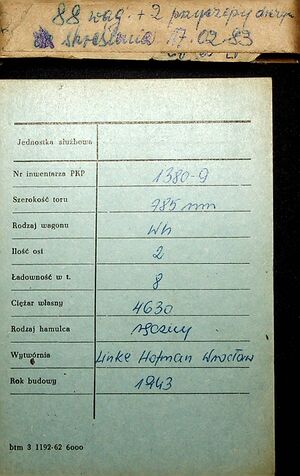 88 wag. + 2 przyczepy
skreślono 17.02.83
Jednostka służbowa
Nr inwentarza PKP 1380-9
Szerokość toru 785 mm
Rodzaj wagonu Wh
Ilość osi 2
Ładowność w t. 8
Ciężar własny 4630
Rodzaj hamulca ręczny
Wytwórnia Linke Hofman Wrocław
Rok budowy 1943
btm 3 1192-62 6000